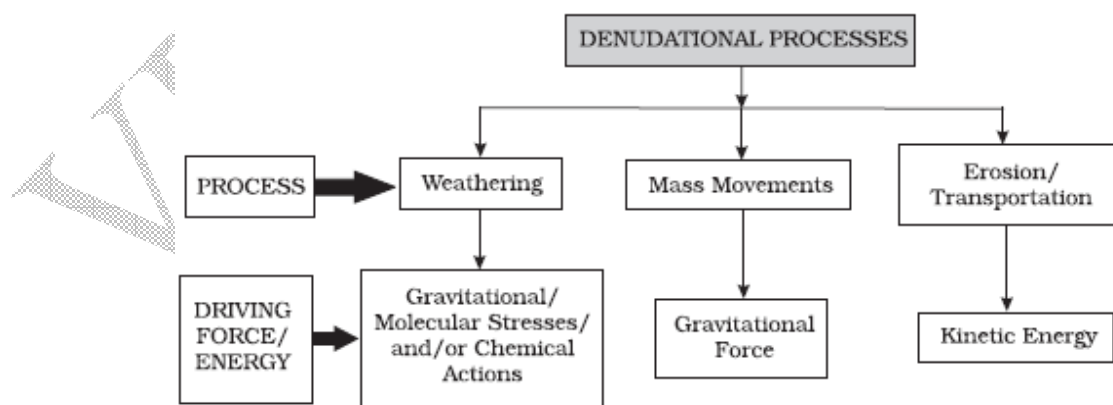 DENUDATIONAL PROCESSES
PROCESS
Weathering
Mass Movements
Erosion/
Transportation
DRIVING
FORCE/
ENERGY
Gravitational/
Molecular Stresses/
and/or Chemical
Actions
Gravitational
Force
Kinetic Energy